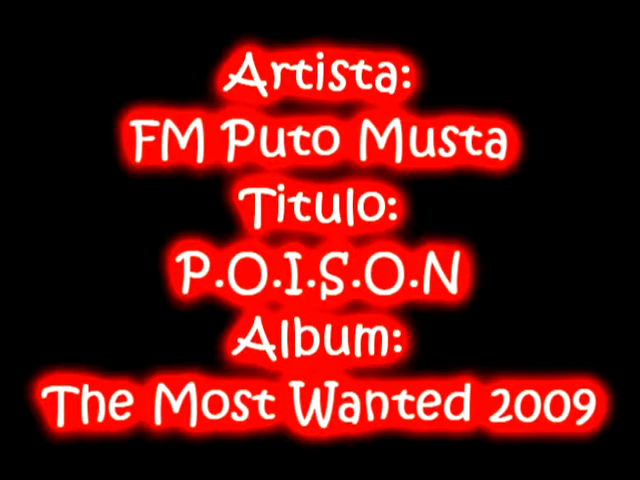 Artista:
FM Puto Musta
Titulo:
P.O.I.S.O.N
Album:
The Most Wanted 2009